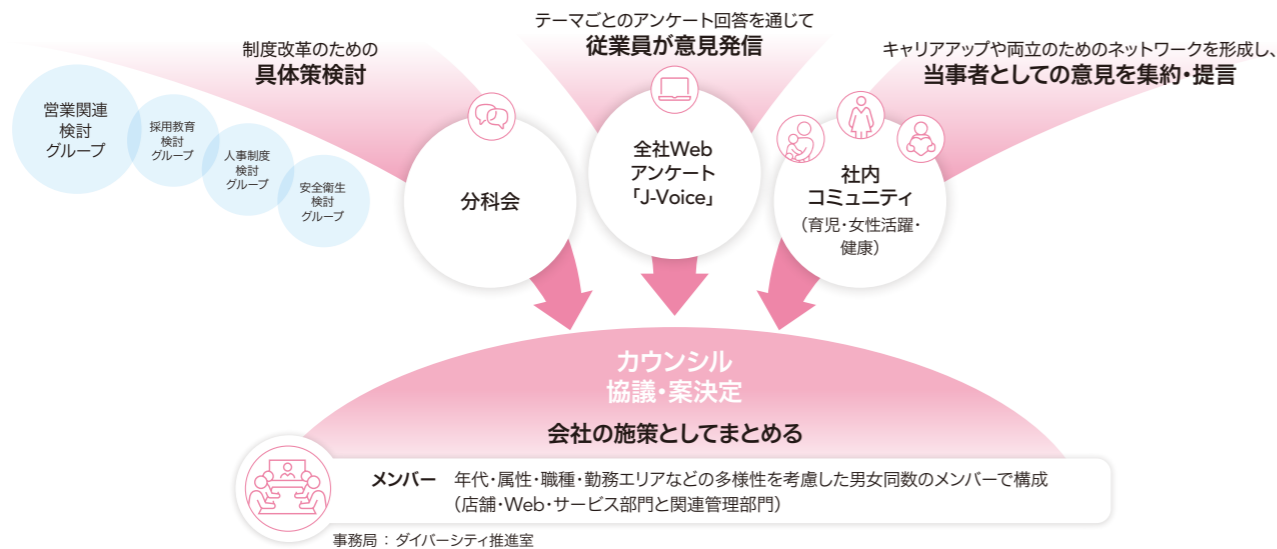 制度改革のための
具体策検討
テーマごとのアンケート回答を通じて
従業員が意見発信
キャリアアップや両立のためのネットワークを形成し、
当事者としての意見を集約・提言
営業関連
検討
グループ
採用教育
検討
グループ
人事制度
検討
グループ
安全衛生
検討
グループ
分科会
全社Web
アンケート
「J-Voice」
社内
コミュニティ
（育児・女性活躍・
健康）
カウンシル
協議・案決定
会社の施策としてまとめる
メンバー　年代・属性・職種・勤務エリアなどの多様性を考慮した男女同数のメンバーで構成
（店舗・Web・サービス部門と関連管理部門）
事務局 : ダイバーシティ推進室